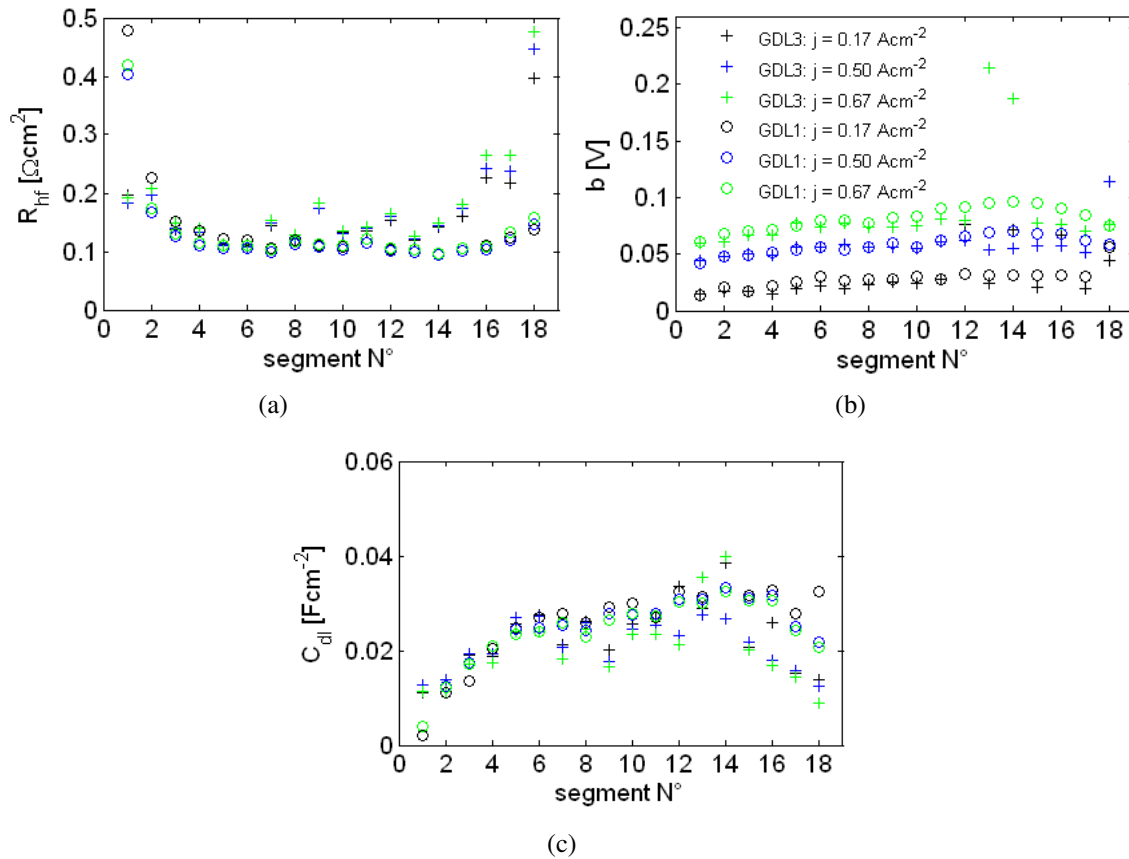 0.5
0.4
0.3
0.2
0.1
0
R_hf [Ωcm²]
0 2 4 6 8 10 12 14 16 18
segment N°
(a)
0.25
0.2
0.15
0.1
0.05
0
b [V]
GDL3: j = 0.17 Acm⁻²
GDL3: j = 0.50 Acm⁻²
GDL3: j = 0.67 Acm⁻²
GDL1: j = 0.17 Acm⁻²
GDL1: j = 0.50 Acm⁻²
GDL1: j = 0.67 Acm⁻²
0 2 4 6 8 10 12 14 16 18
segment N°
(b)
0.06
0.04
0.02
0
C_dl [Fcm⁻²]
0 2 4 6 8 10 12 14 16 18
segment N°
(c)